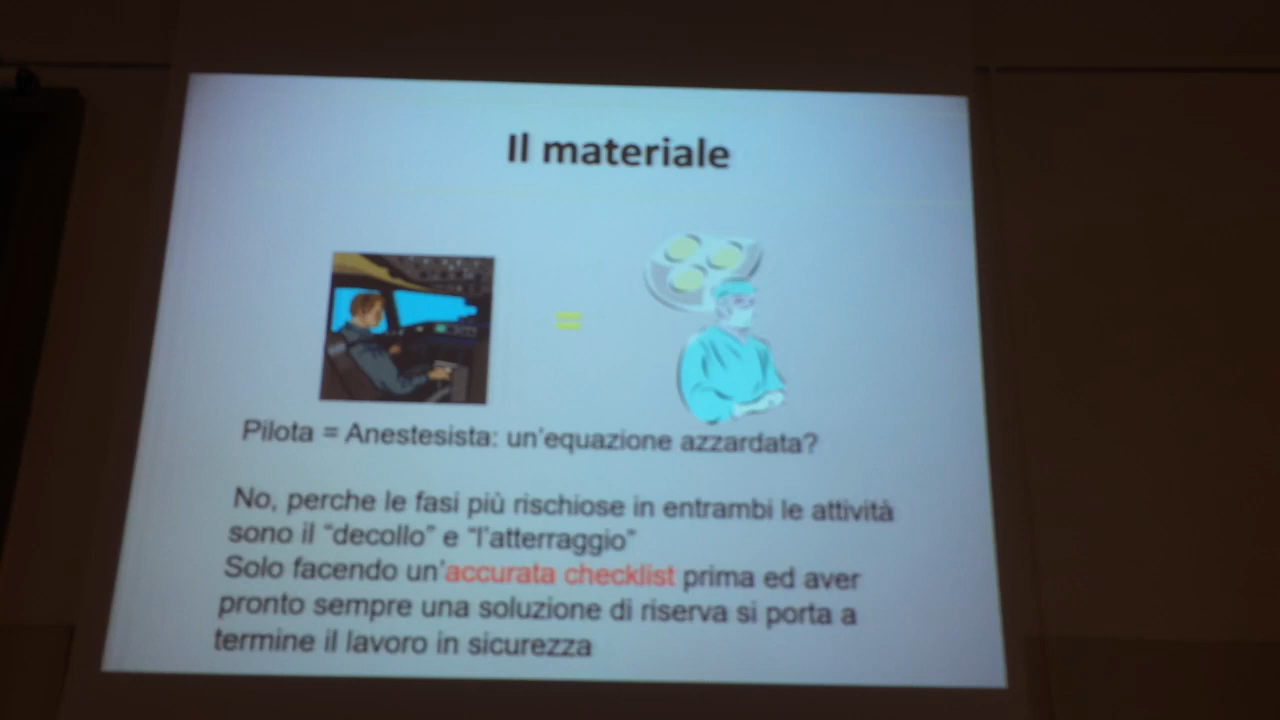 Il materiale
=
Pilota = Anestesista: un'equazione azzardata?
No, perche le fasi più rischiose in entrambi le attività
sono il “decollo” e “l'atterraggio”
Solo facendo un'accurata checklist prima ed aver
pronto sempre una soluzione di riserva si porta a
termine il lavoro in sicurezza